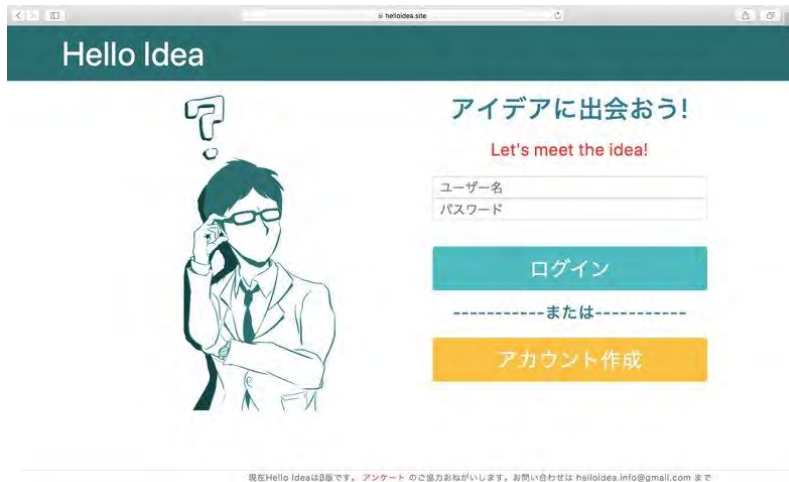 helloidea.site
Hello Idea
?
アイデアに出会おう!
Let's meet the idea!
ユーザー名
パスワード
ログイン
-----------または-----------
アカウント作成
現在Hello Ideaはβ版です。 アンケート のご協力おねがいします。お問い合わせは helloidea.info@gmail.com まで